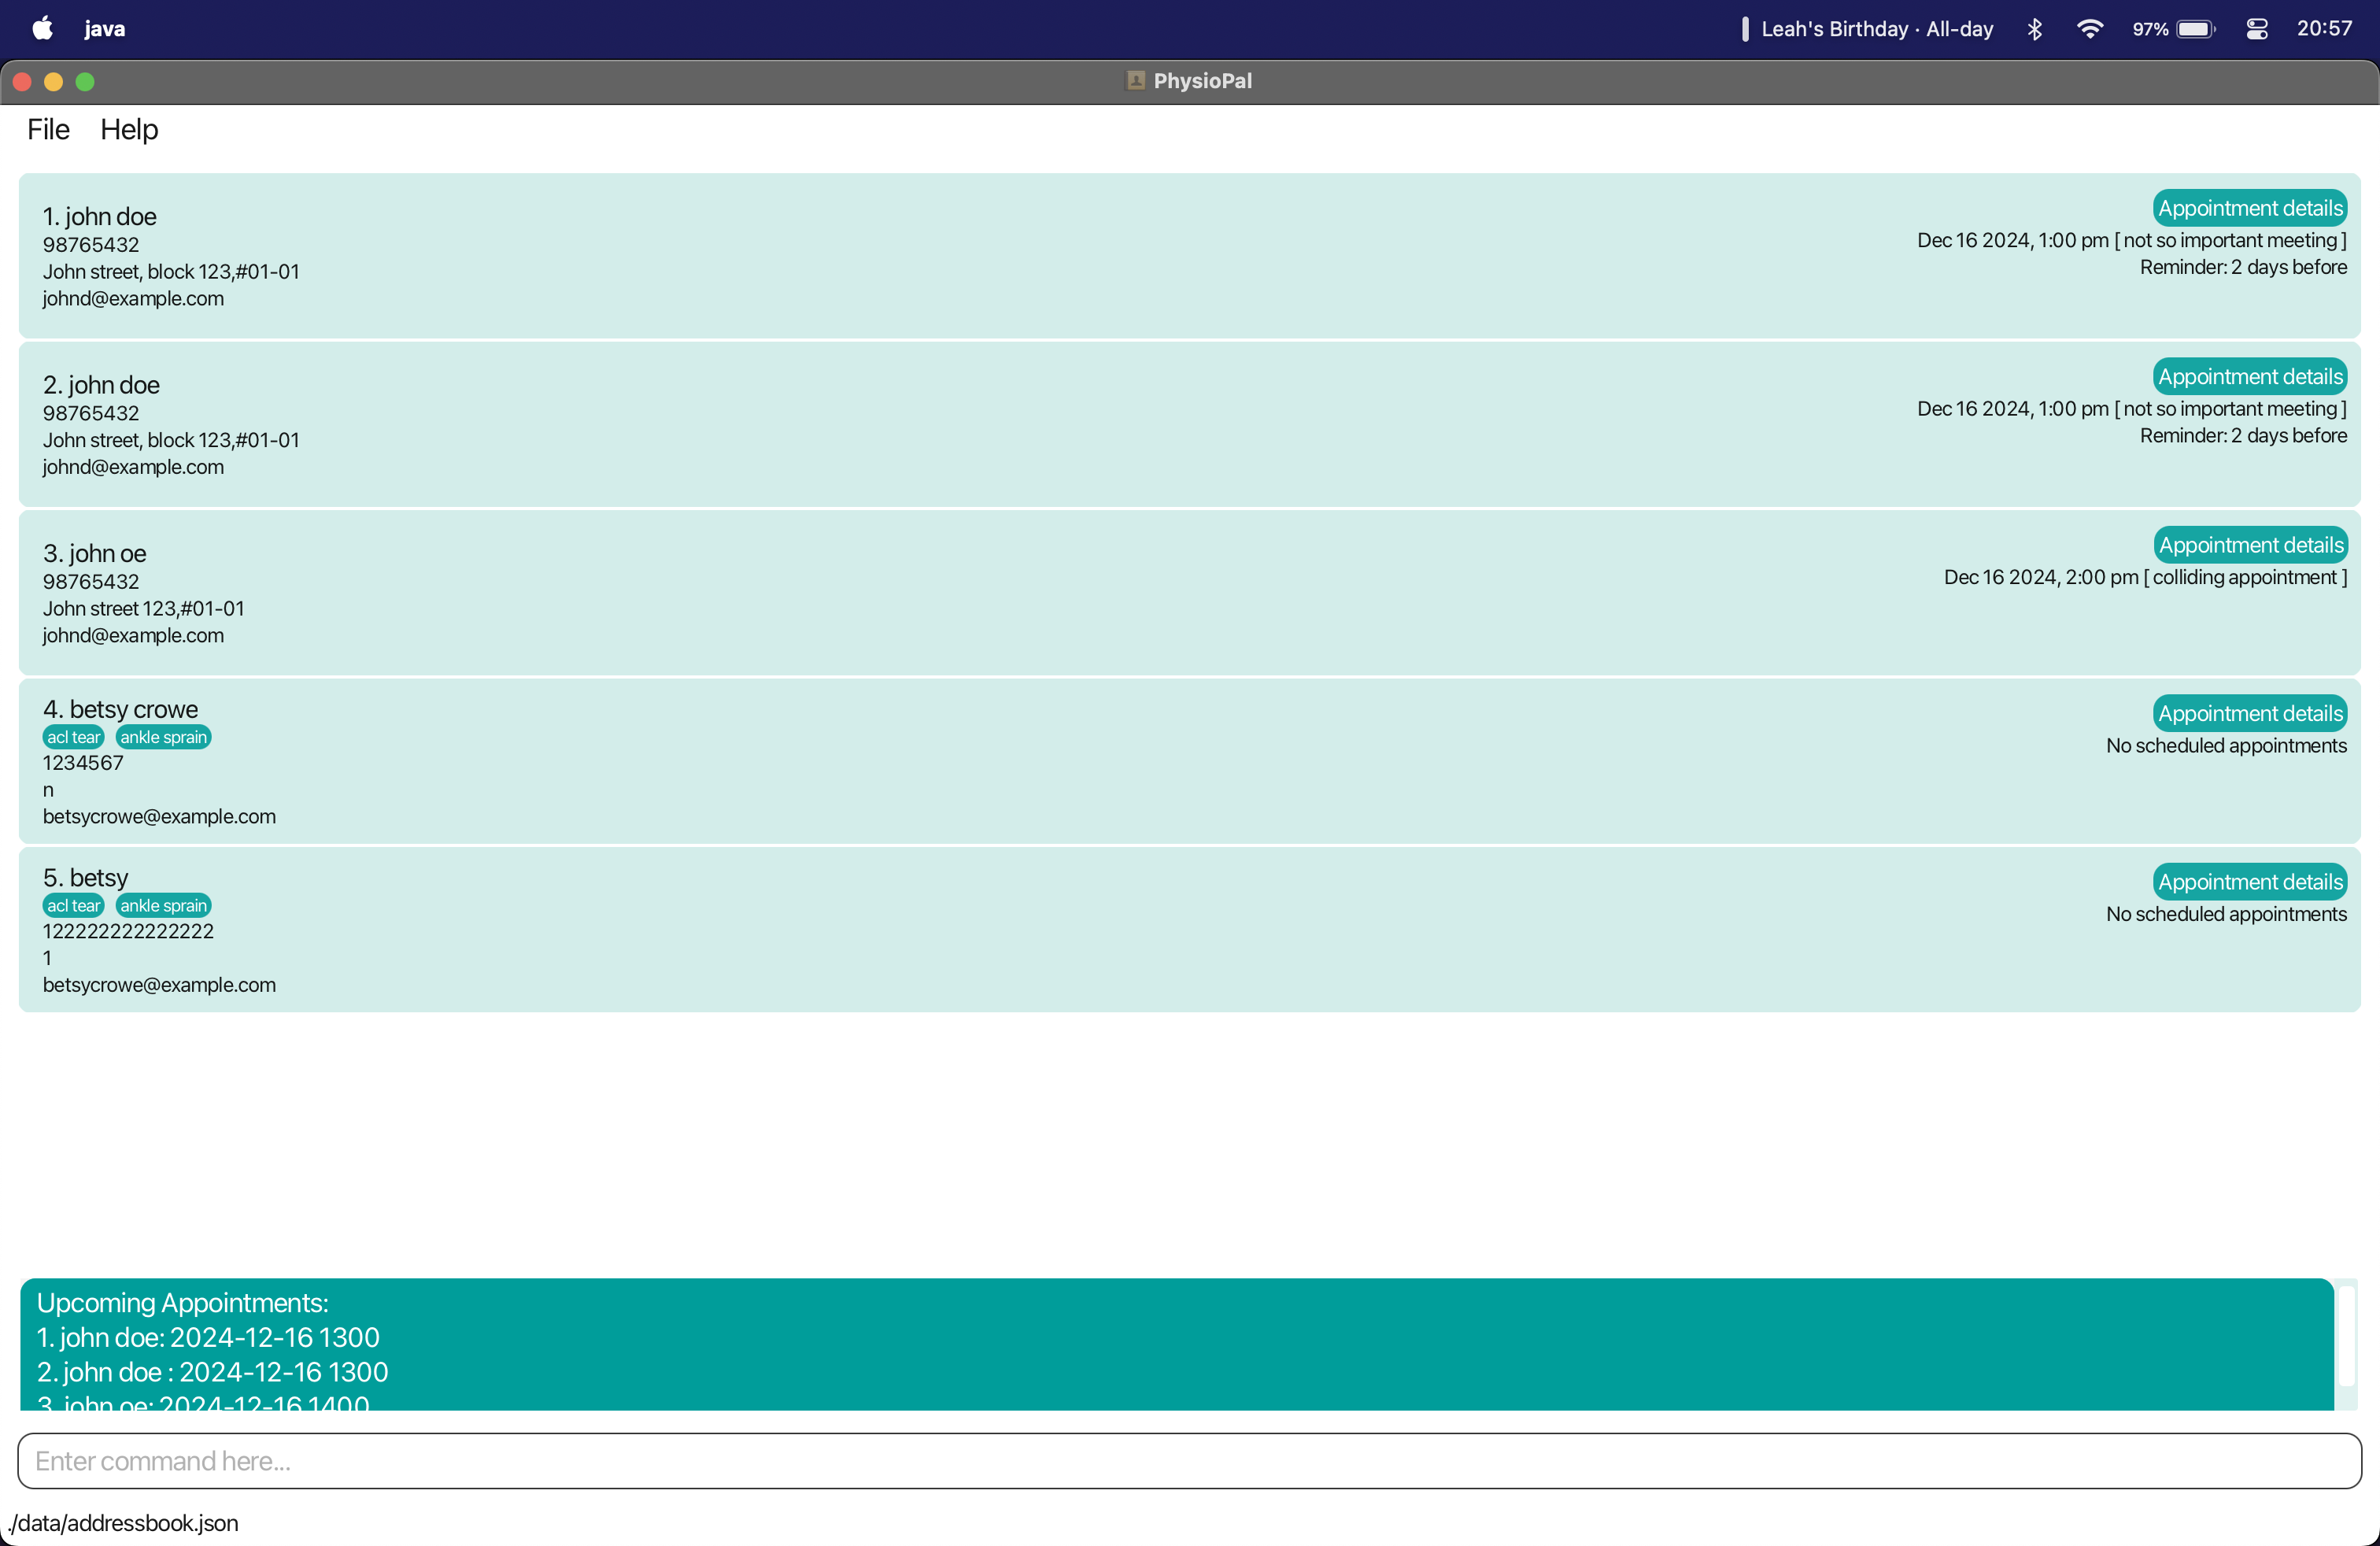 java
Leah's Birthday · All-day
97%
20:57
PhysioPal
File Help
1. john doe
98765432
John street, block 123,#01-01
johnd@example.com
Appointment details
Dec 16 2024, 1:00 pm [ not so important meeting ]
Reminder: 2 days before
2. john doe
98765432
John street, block 123,#01-01
johnd@example.com
Appointment details
Dec 16 2024, 1:00 pm [ not so important meeting ]
Reminder: 2 days before
3. john oe
98765432
John street 123,#01-01
johnd@example.com
Appointment details
Dec 16 2024, 2:00 pm [ colliding appointment ]
4. betsy crowe
acl tear ankle sprain
1234567
n
betsycrowe@example.com
Appointment details
No scheduled appointments
5. betsy
acl tear ankle sprain
122222222222222
1
betsycrowe@example.com
Appointment details
No scheduled appointments
Upcoming Appointments:
1. john doe: 2024-12-16 1300
2. john doe : 2024-12-16 1300
3. john oe: 2024-12-16 1400
Enter command here...
./data/addressbook.json